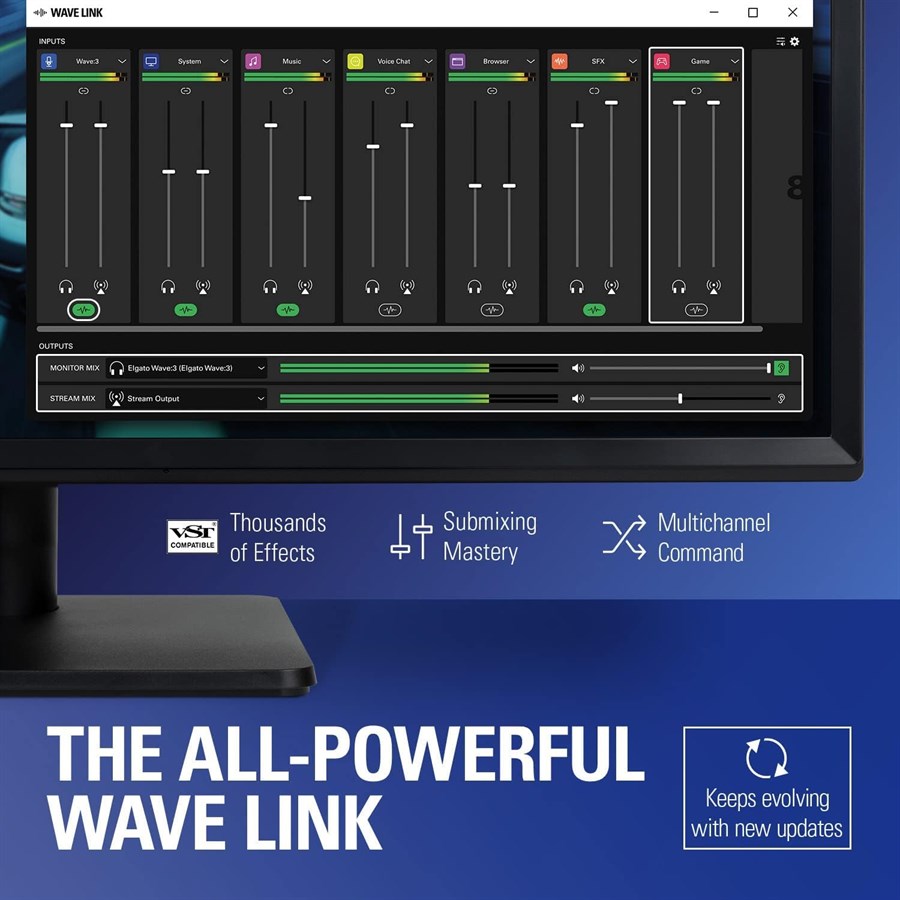 WAVE LINK
INPUTS
Wave:3
System
Music
Voice Chat
Browser
SFX
Game
8
OUTPUTS
MONITOR MIX
Elgato Wave:3 (Elgato Wave:3)
STREAM MIX
Stream Output
VST
COMPATIBLE
Thousands
of Effects
Submixing
Mastery
Multichannel
Command
THE ALL-POWERFUL
WAVE LINK
Keeps evolving
with new updates